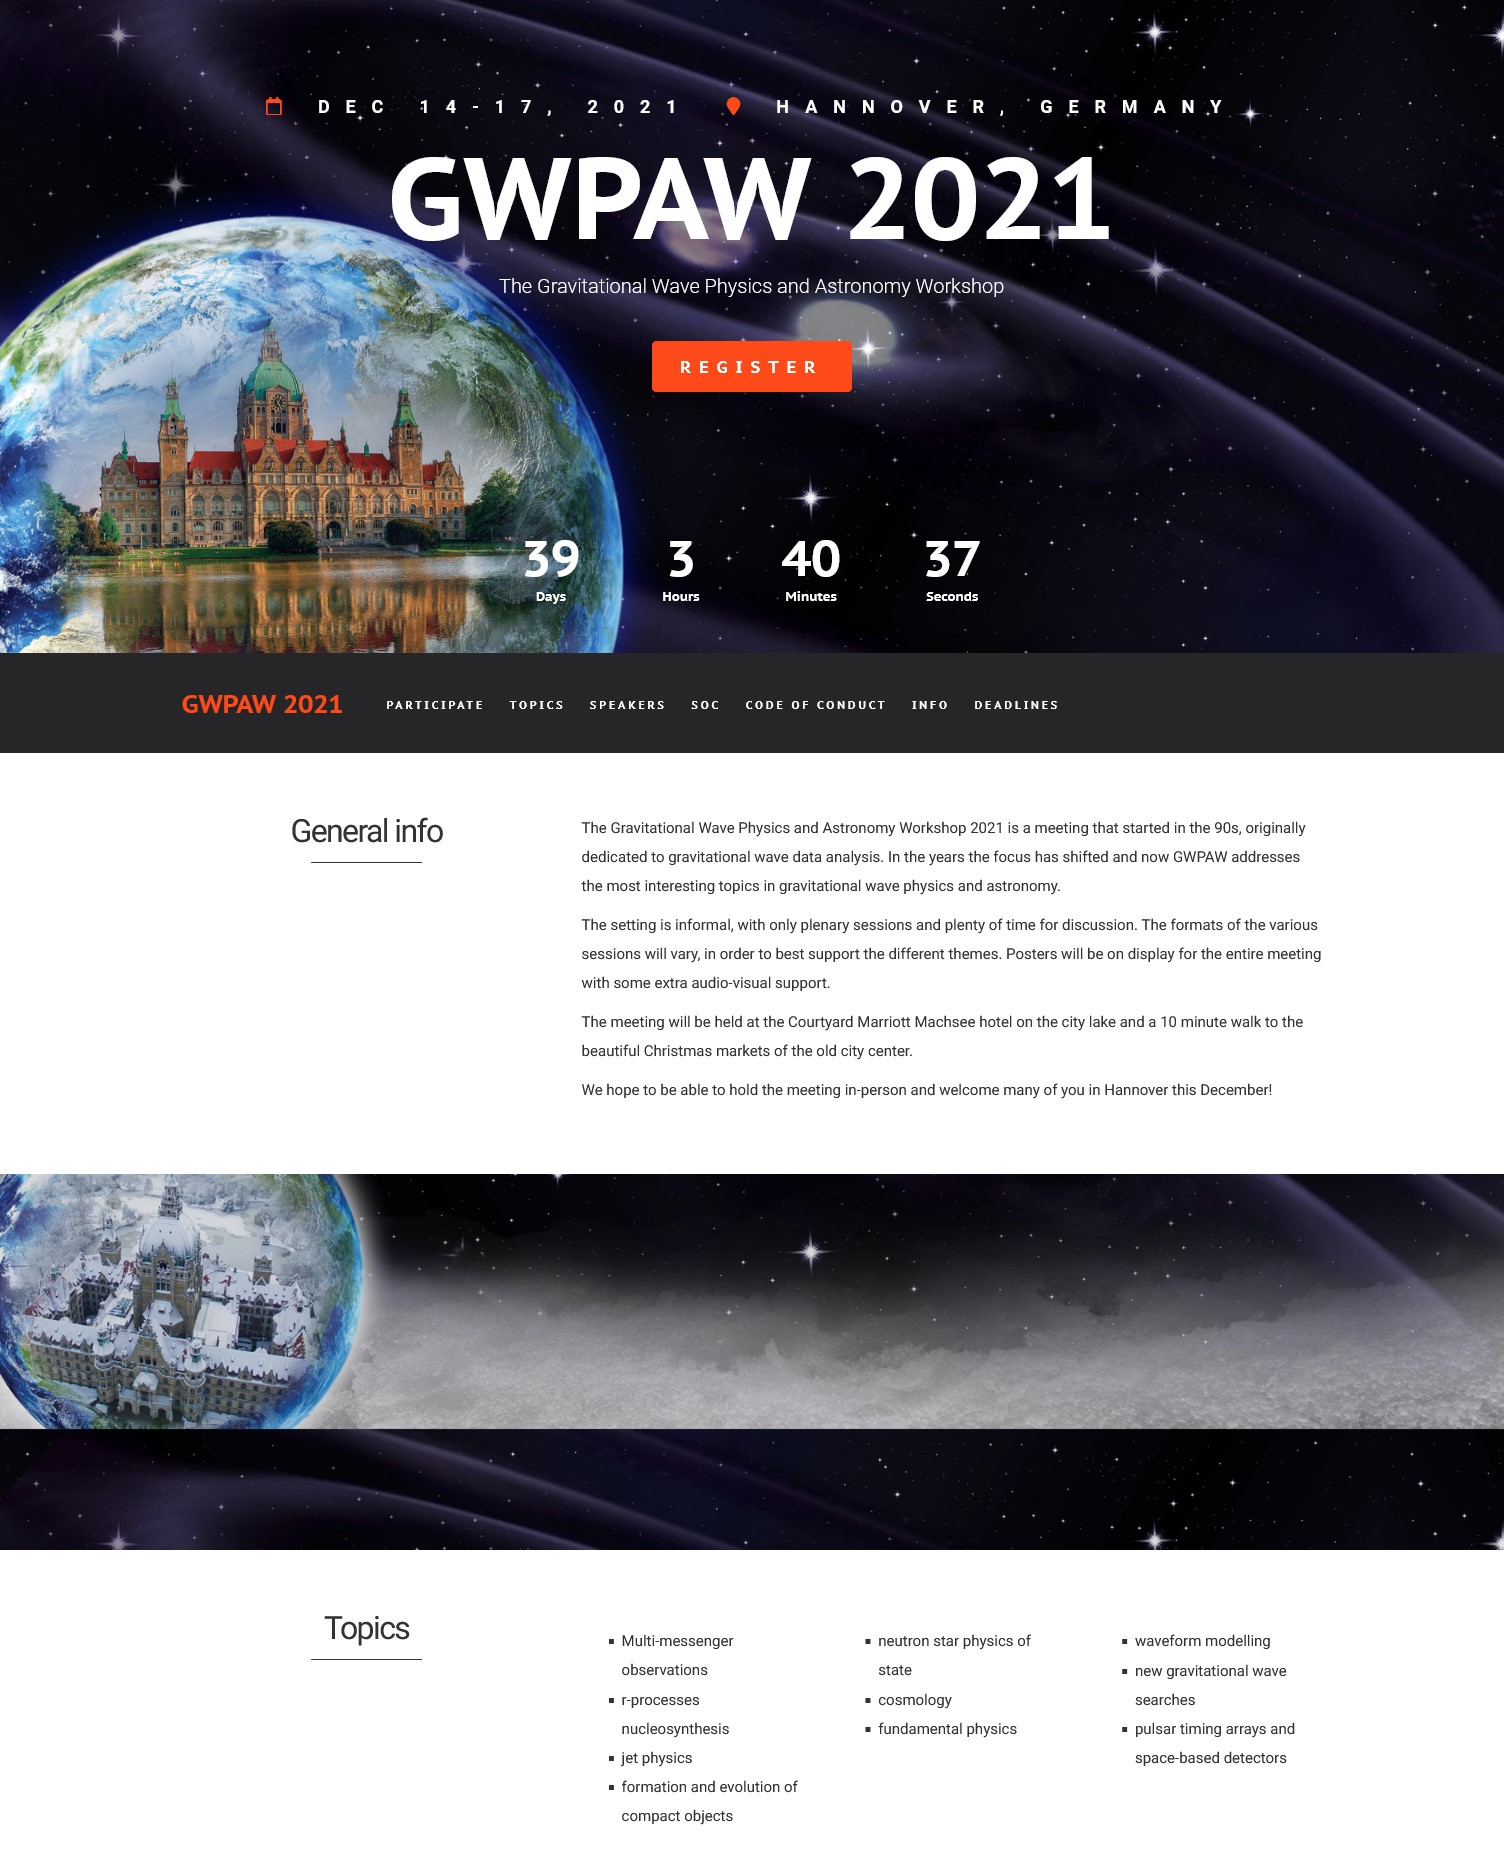 DEC 14-17, 2021 HANNOVER, GERMANY
GWPAW 2021
The Gravitational Wave Physics and Astronomy Workshop
REGISTER
39 3 40 37
Days Hours Minutes Seconds
GWPAW 2021 PARTICIPATE TOPICS SPEAKERS SOC CODE OF CONDUCT INFO DEADLINES
General info
The Gravitational Wave Physics and Astronomy Workshop 2021 is a meeting that started in the 90s, originally
dedicated to gravitational wave data analysis. In the years the focus has shifted and now GWPAW addresses
the most interesting topics in gravitational wave physics and astronomy.
The setting is informal, with only plenary sessions and plenty of time for discussion. The formats of the various
sessions will vary, in order to best support the different themes. Posters will be on display for the entire meeting
with some extra audio-visual support.
The meeting will be held at the Courtyard Marriott Machsee hotel on the city lake and a 10 minute walk to the
beautiful Christmas markets of the old city center.
We hope to be able to hold the meeting in-person and welcome many of you in Hannover this December!
Topics
Multi-messenger
observations
r-processes
nucleosynthesis
jet physics
formation and evolution of
compact objects
neutron star physics of
state
cosmology
fundamental physics
waveform modelling
new gravitational wave
searches
pulsar timing arrays and
space-based detectors